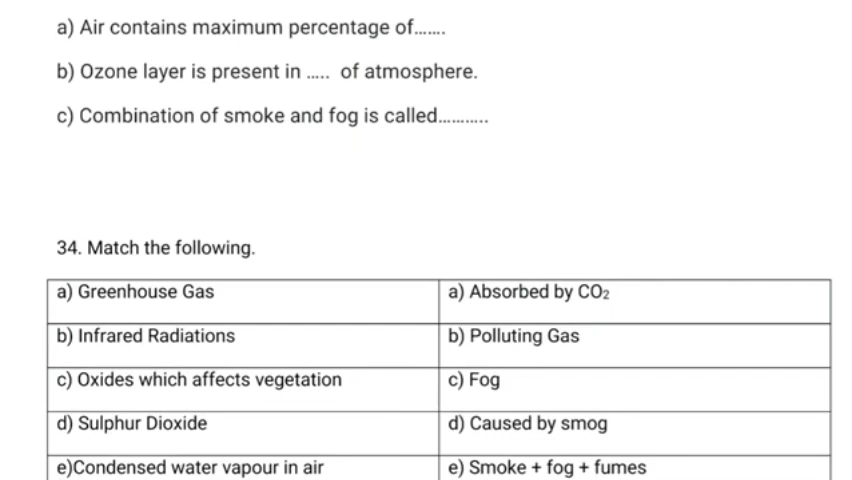 a) Air contains maximum percentage of.......
b) Ozone layer is present in ..... of atmosphere.
c) Combination of smoke and fog is called...........
34. Match the following.
a) Greenhouse Gas a) Absorbed by CO₂
b) Infrared Radiations b) Polluting Gas
c) Oxides which affects vegetation c) Fog
d) Sulphur Dioxide d) Caused by smog
e)Condensed water vapour in air e) Smoke + fog + fumes